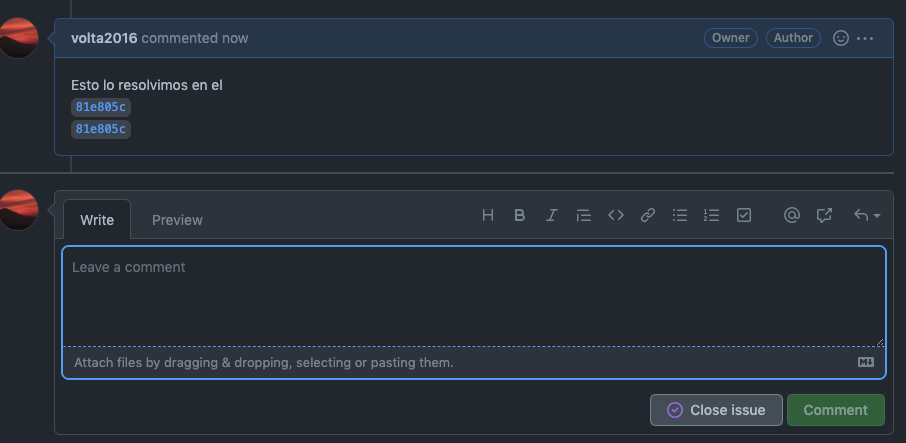 volta2016 commented now
Owner
Author
Esto lo resolvimos en el
81e805c
81e805c
Write
Preview
Leave a comment
Attach files by dragging & dropping, selecting or pasting them.
Close issue
Comment